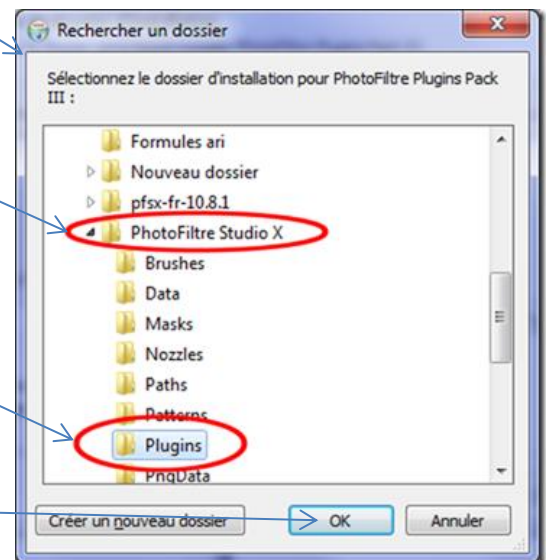 Rechercher un dossier
Sélectionnez le dossier d'installation pour PhotoFiltre Plugins Pack
III :
Formules ari
Nouveau dossier
pfsx-fr-10.8.1
PhotoFiltre Studio X
Brushes
Data
Masks
Nozzles
Paths
Patterns
Plugins
PngData
Créer un nouveau dossier
OK
Annuler